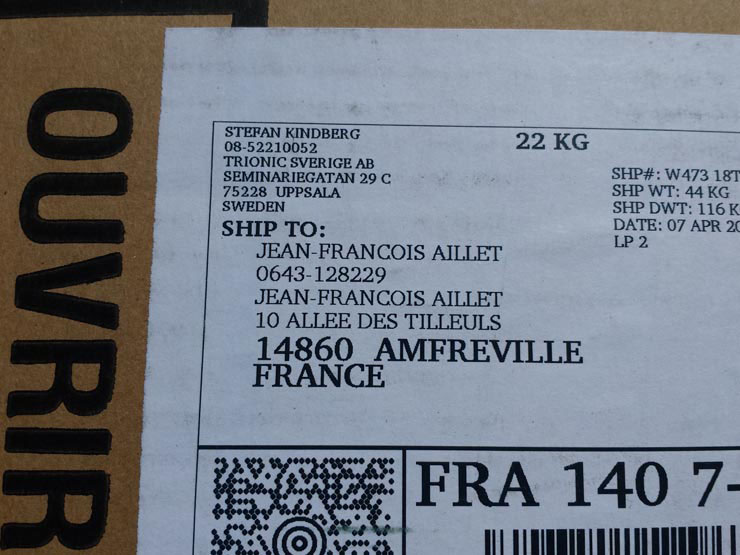 OUVRIR
STEFAN KINDBERG
08-52210052
TRIONIC SVERIGE AB
SEMINARIEGATAN 29 C
75228 UPPSALA
SWEDEN
22 KG
SHP#: W473 18T
SHP WT: 44 KG
SHP DWT: 116 K
DATE: 07 APR 20
LP 2
SHIP TO:
JEAN-FRANCOIS AILLET
0643-128229
JEAN-FRANCOIS AILLET
10 ALLEE DES TILLEULS
14860 AMFREVILLE
FRANCE
FRA 140 7-